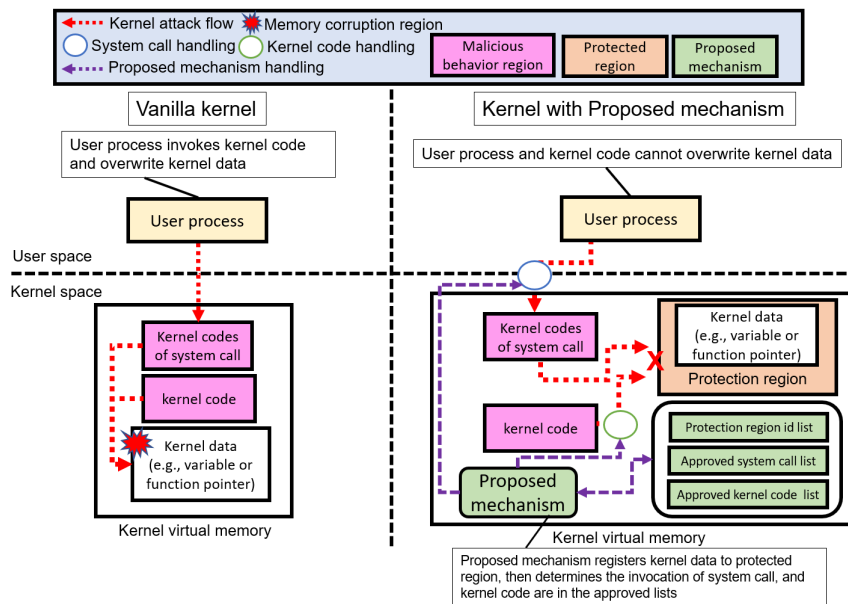 Kernel attack flow
Memory corruption region
System call handling
Kernel code handling
Proposed mechanism handling
Malicious
behavior region
Protected
region
Proposed
mechanism
Vanilla kernel
User process invokes kernel code
and overwrite kernel data
User process
User space
Kernel space
Kernel codes
of system call
kernel code
Kernel data
(e.g., variable or
function pointer)
Kernel virtual memory
Kernel with Proposed mechanism
User process and kernel code cannot overwrite kernel data
User process
Kernel codes
of system call
Kernel data
(e.g., variable or
function pointer)
X
Protection region
kernel code
Protection region id list
Approved system call list
Approved kernel code list
Proposed
mechanism
Kernel virtual memory
Proposed mechanism registers kernel data to protected
region, then determines the invocation of system call, and
kernel code are in the approved lists